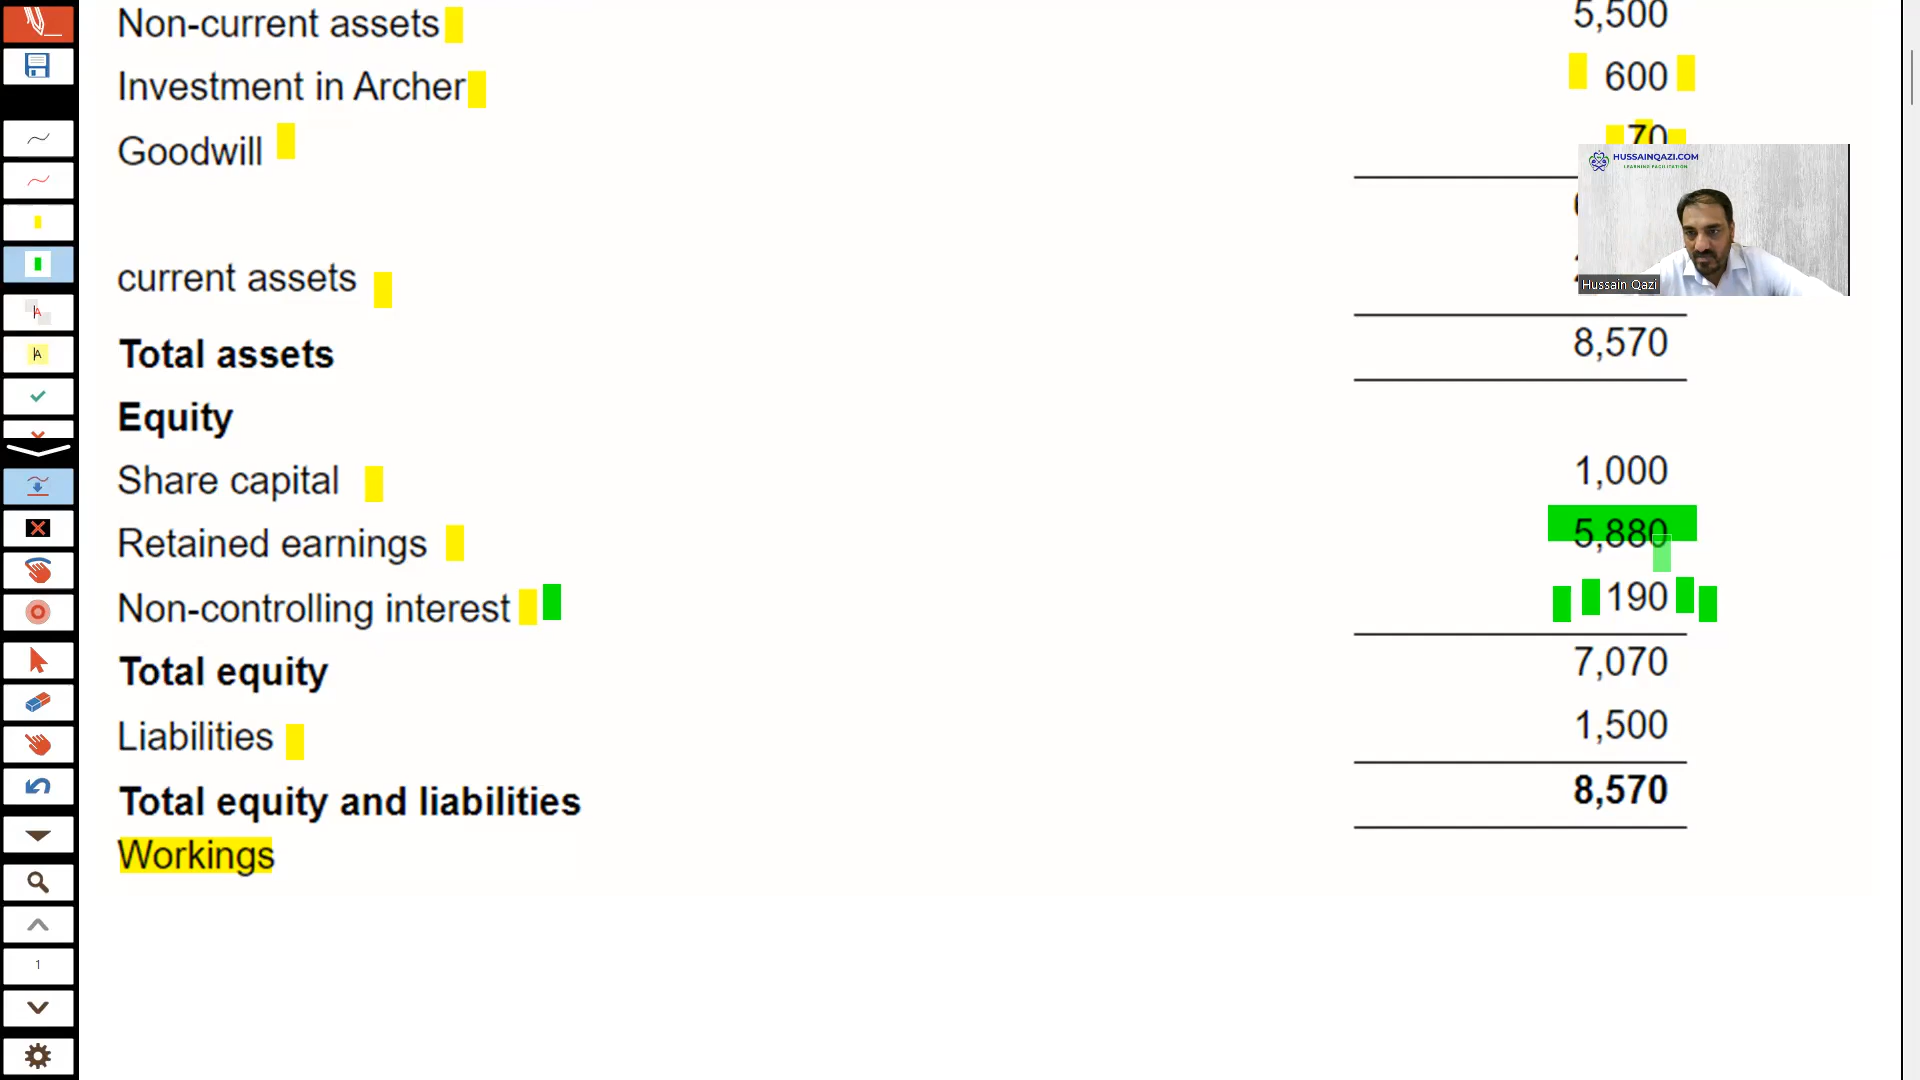 Non-current assets 5,500
Investment in Archer 600
Goodwill 70
HUSSAINQAZI.COM
LEARNING FACILITATION
Hussain Qazi
current assets
Total assets 8,570
Equity
Share capital 1,000
Retained earnings 5,880
Non-controlling interest 190
Total equity 7,070
Liabilities 1,500
Total equity and liabilities 8,570
Workings
A
A
1